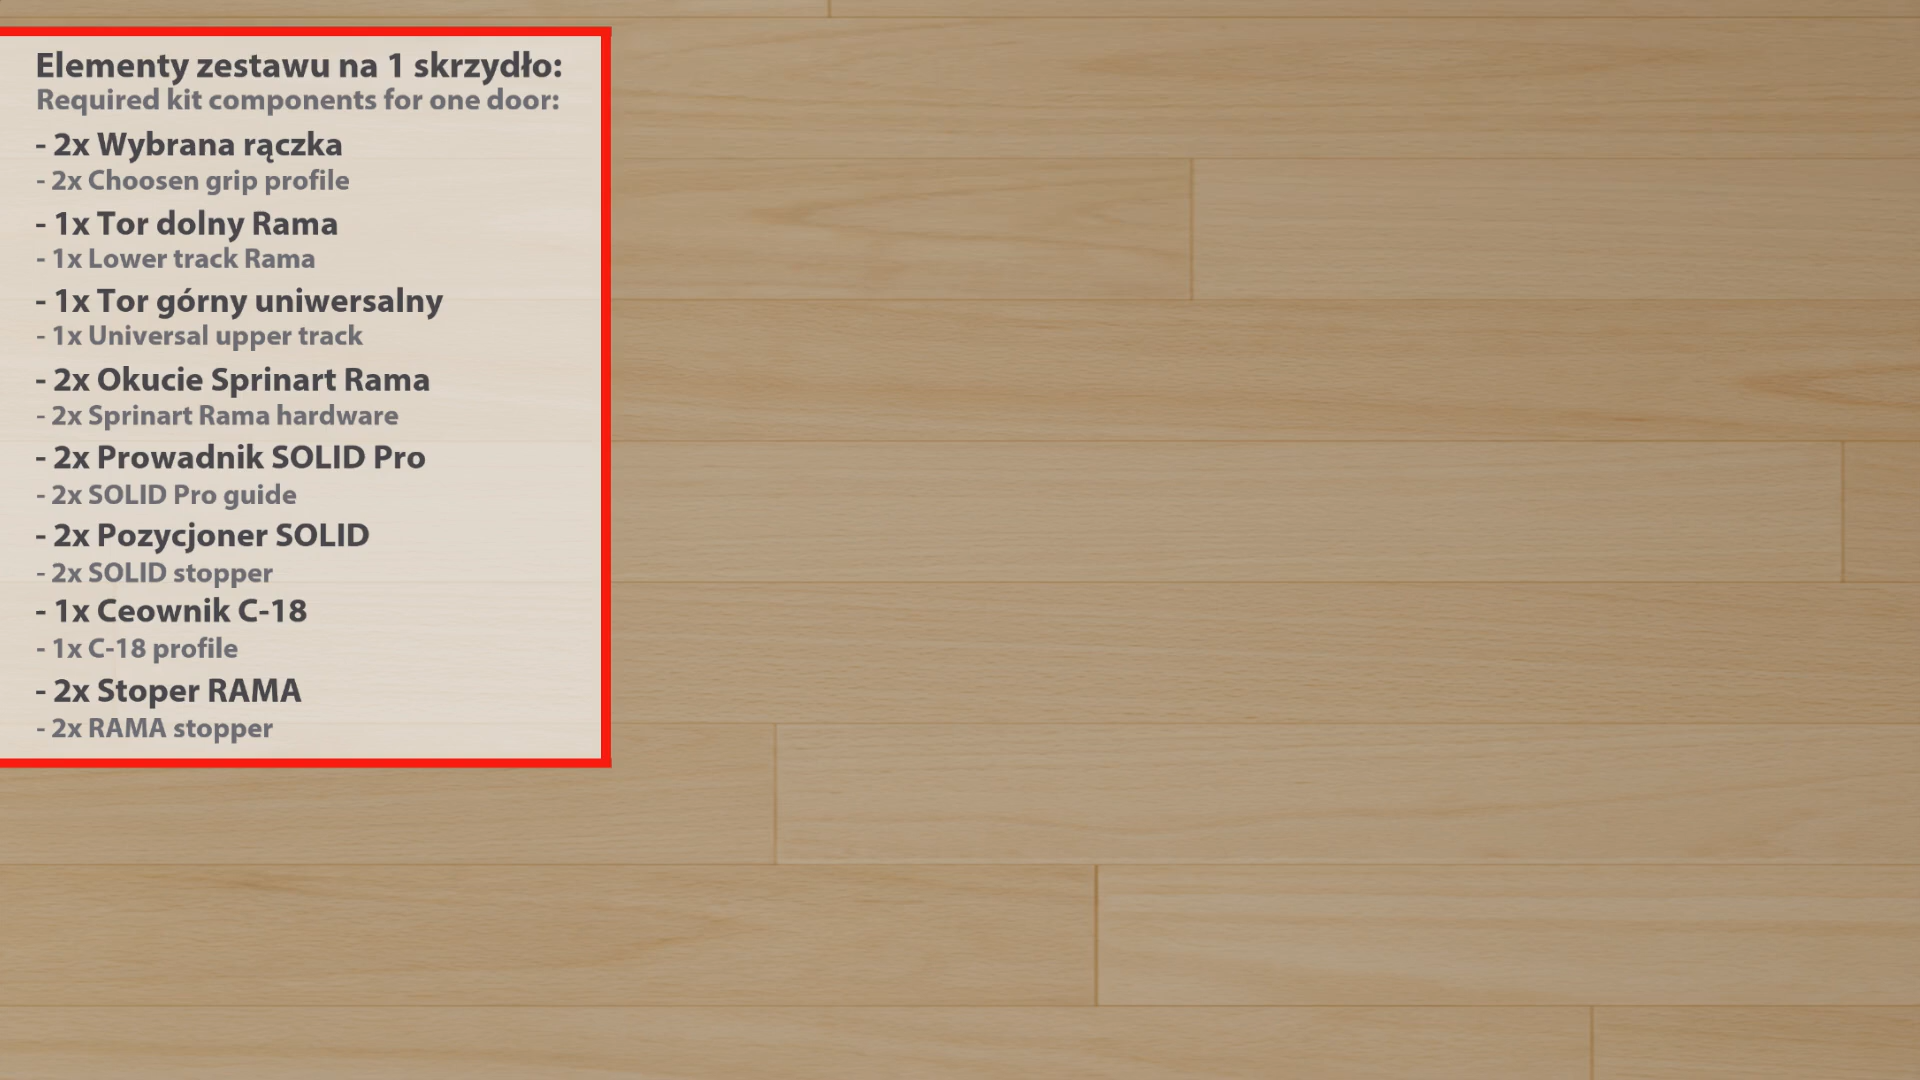 Elementy zestawu na 1 skrzydło:
Required kit components for one door:
- 2x Wybrana rączka
- 2x Choosen grip profile
- 1x Tor dolny Rama
- 1x Lower track Rama
- 1x Tor górny uniwersalny
- 1x Universal upper track
- 2x Okucie Sprinart Rama
- 2x Sprinart Rama hardware
- 2x Prowadnik SOLID Pro
- 2x SOLID Pro guide
- 2x Pozycjoner SOLID
- 2x SOLID stopper
- 1x Ceownik C-18
- 1x C-18 profile
- 2x Stoper RAMA
- 2x RAMA stopper